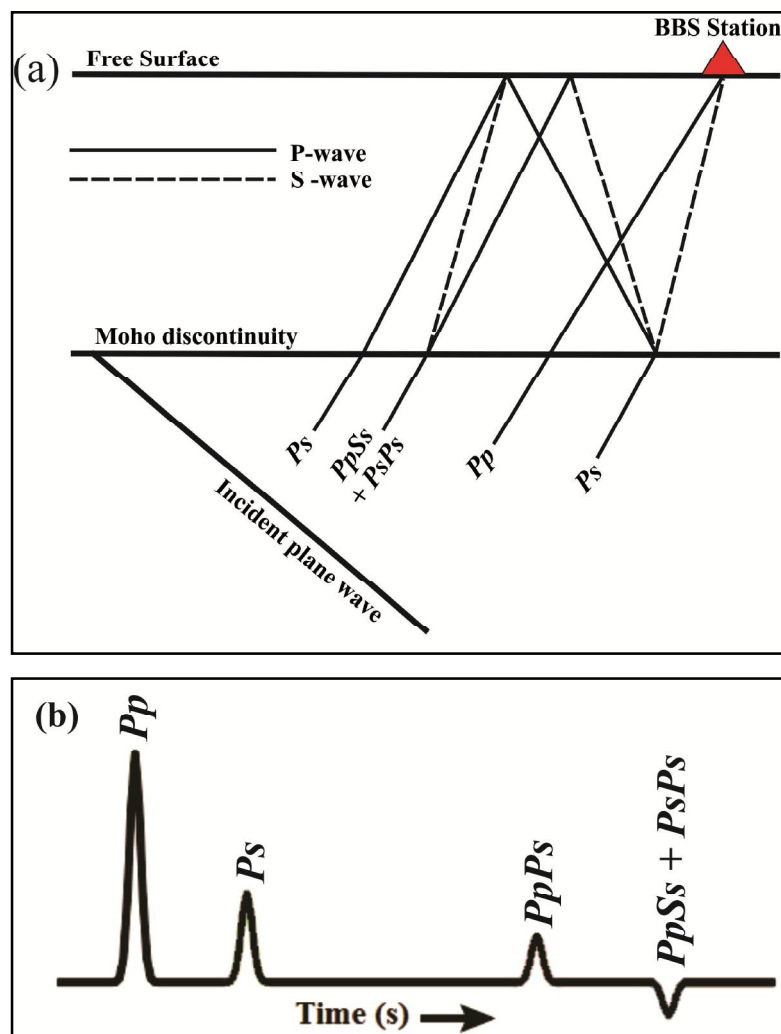 (a)
BBS Station
Free Surface
P-wave
S -wave
Moho discontinuity
Ps
PpSs
+ PsPs
Pp
Ps
Incident plane wave
(b)
Pp
Ps
PpPs
PpSs + PsPs
Time (s)